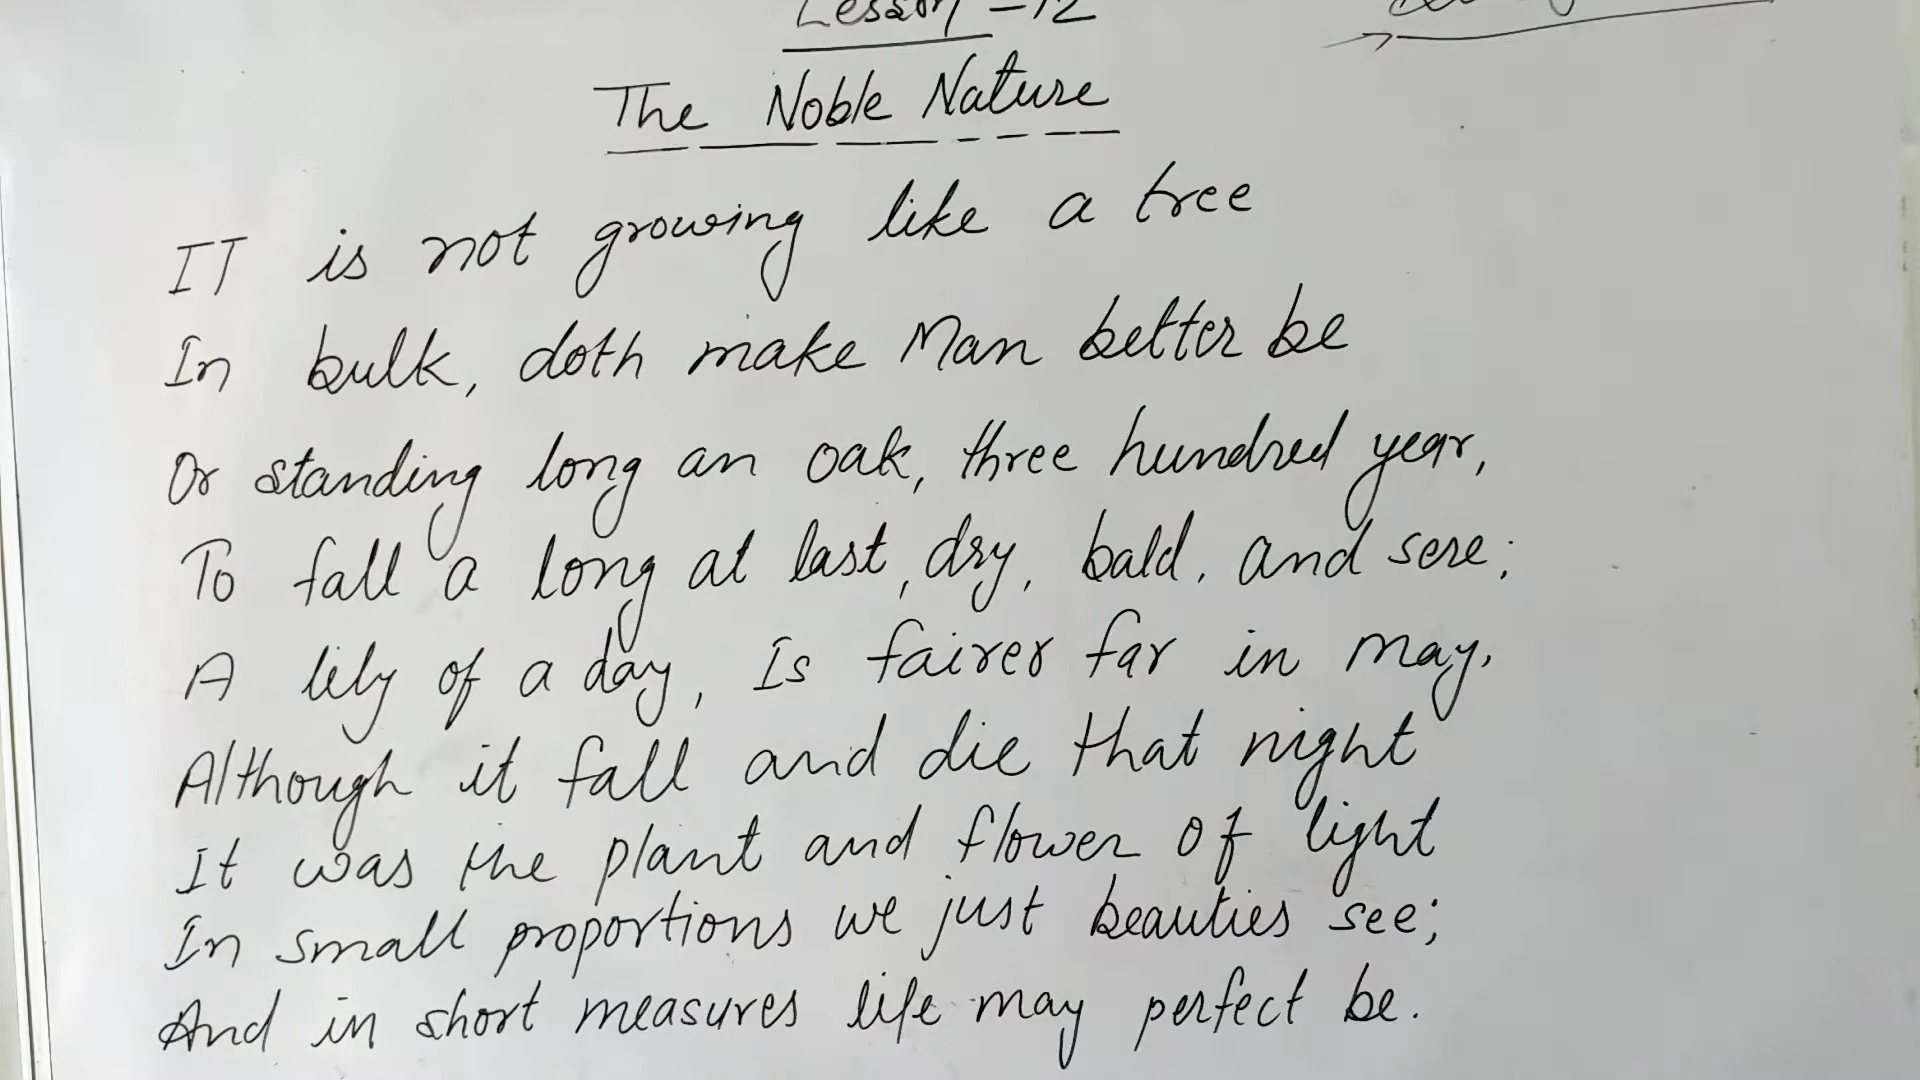 Lesson - 12
The Noble Nature
IT is not growing like a tree
In bulk, doth make Man better be
Or standing long an oak, three hundred year,
To fall a long at last, dry, bald, and sere;
A lily of a day, Is fairer far in may,
Although it fall and die that night
It was the plant and flower of light
In small proportions we just beauties see;
And in short measures life may perfect be.